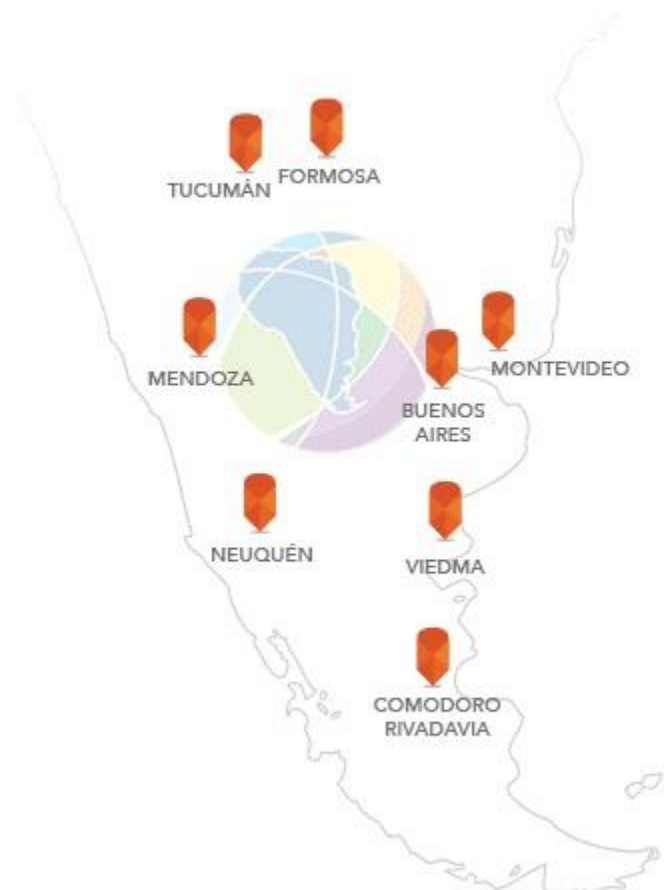 TUCUMÁN
FORMOSA
MENDOZA
MONTEVIDEO
BUENOS
AIRES
NEUQUÉN
VIEDMA
COMODORO
RIVADAVIA